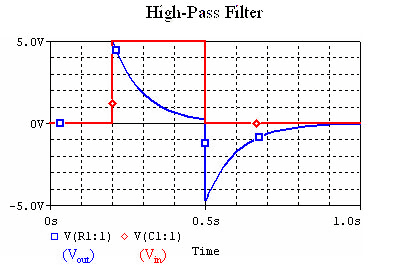 High-Pass Filter
5.0V
0V
-5.0V
0s 0.5s 1.0s
V(R1:1) V(C1:1)
(Vout) (Vin) Time